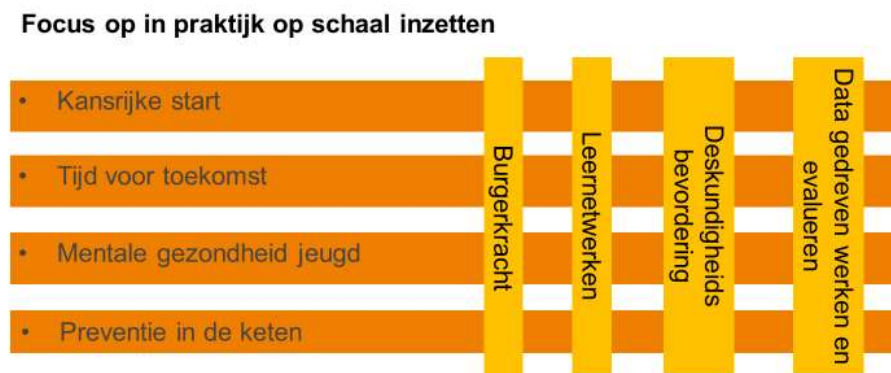 Focus op in praktijk op schaal inzetten
• Kansrijke start
• Tijd voor toekomst
• Mentale gezondheid jeugd
• Preventie in de keten
Burgerkracht
Leernetwerken
Deskundigheids
bevordering
Data gedreven werken en
evalueren